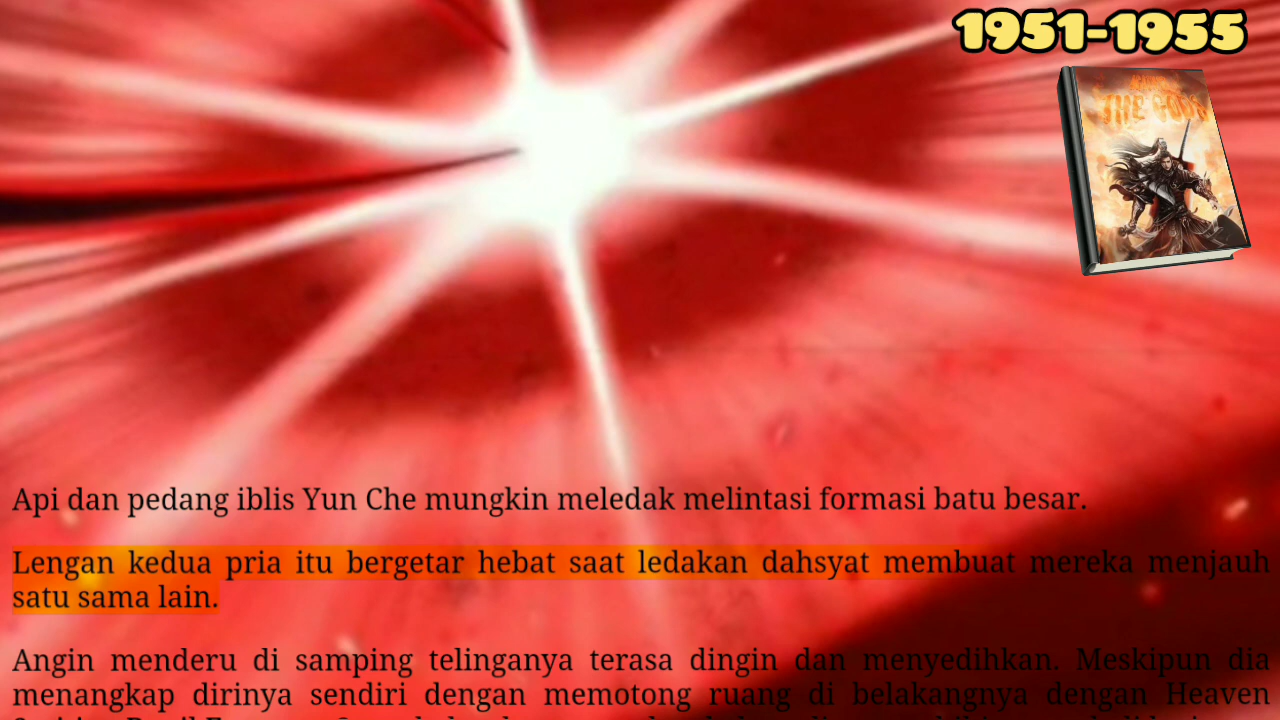 1951-1955
THE GODS
Api dan pedang iblis Yun Che mungkin meledak melintasi formasi batu besar.
Lengan kedua pria itu bergetar hebat saat ledakan dahsyat membuat mereka menjauh
satu sama lain.
Angin menderu di samping telinganya terasa dingin dan menyedihkan. Meskipun dia
menangkap dirinya sendiri dengan memotong ruang di belakangnya dengan Heaven